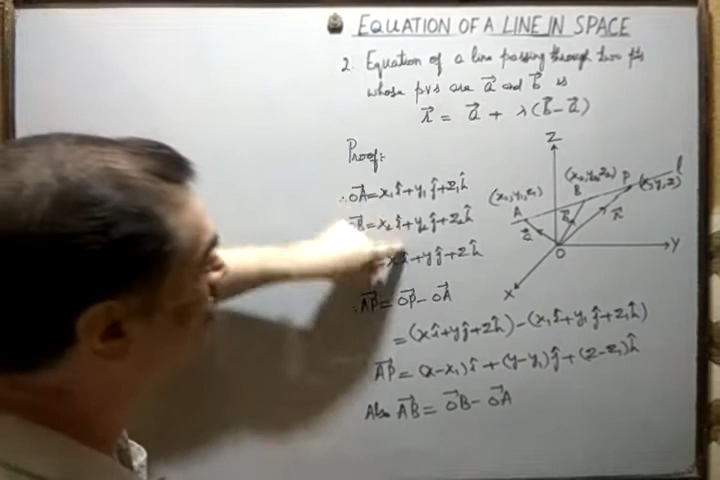 EQUATION OF A LINE IN SPACE
2. Equation of a line passing through two pts
whose pvs are a⃗ and b⃗ is
r⃗ = a⃗ + λ(b⃗ - a⃗)
Proof:
∴ OA⃗ = x₁î + y₁ĵ + z₁k̂
OB⃗ = x₂î + y₂ĵ + z₂k̂
= xî + yĵ + zk̂
∴ AP⃗ = OP⃗ - OA⃗
= (xî + yĵ + zk̂) - (x₁î + y₁ĵ + z₁k̂)
AP⃗ = (x - x₁)î + (y - y₁)ĵ + (z - z₁)k̂
Also AB⃗ = OB⃗ - OA⃗
Z
(x₁,y₁,z₁)
(x₂,y₂,z₂)
A
B
P
(x,y,z)
l
a⃗
b⃗
r⃗
O
Y
X